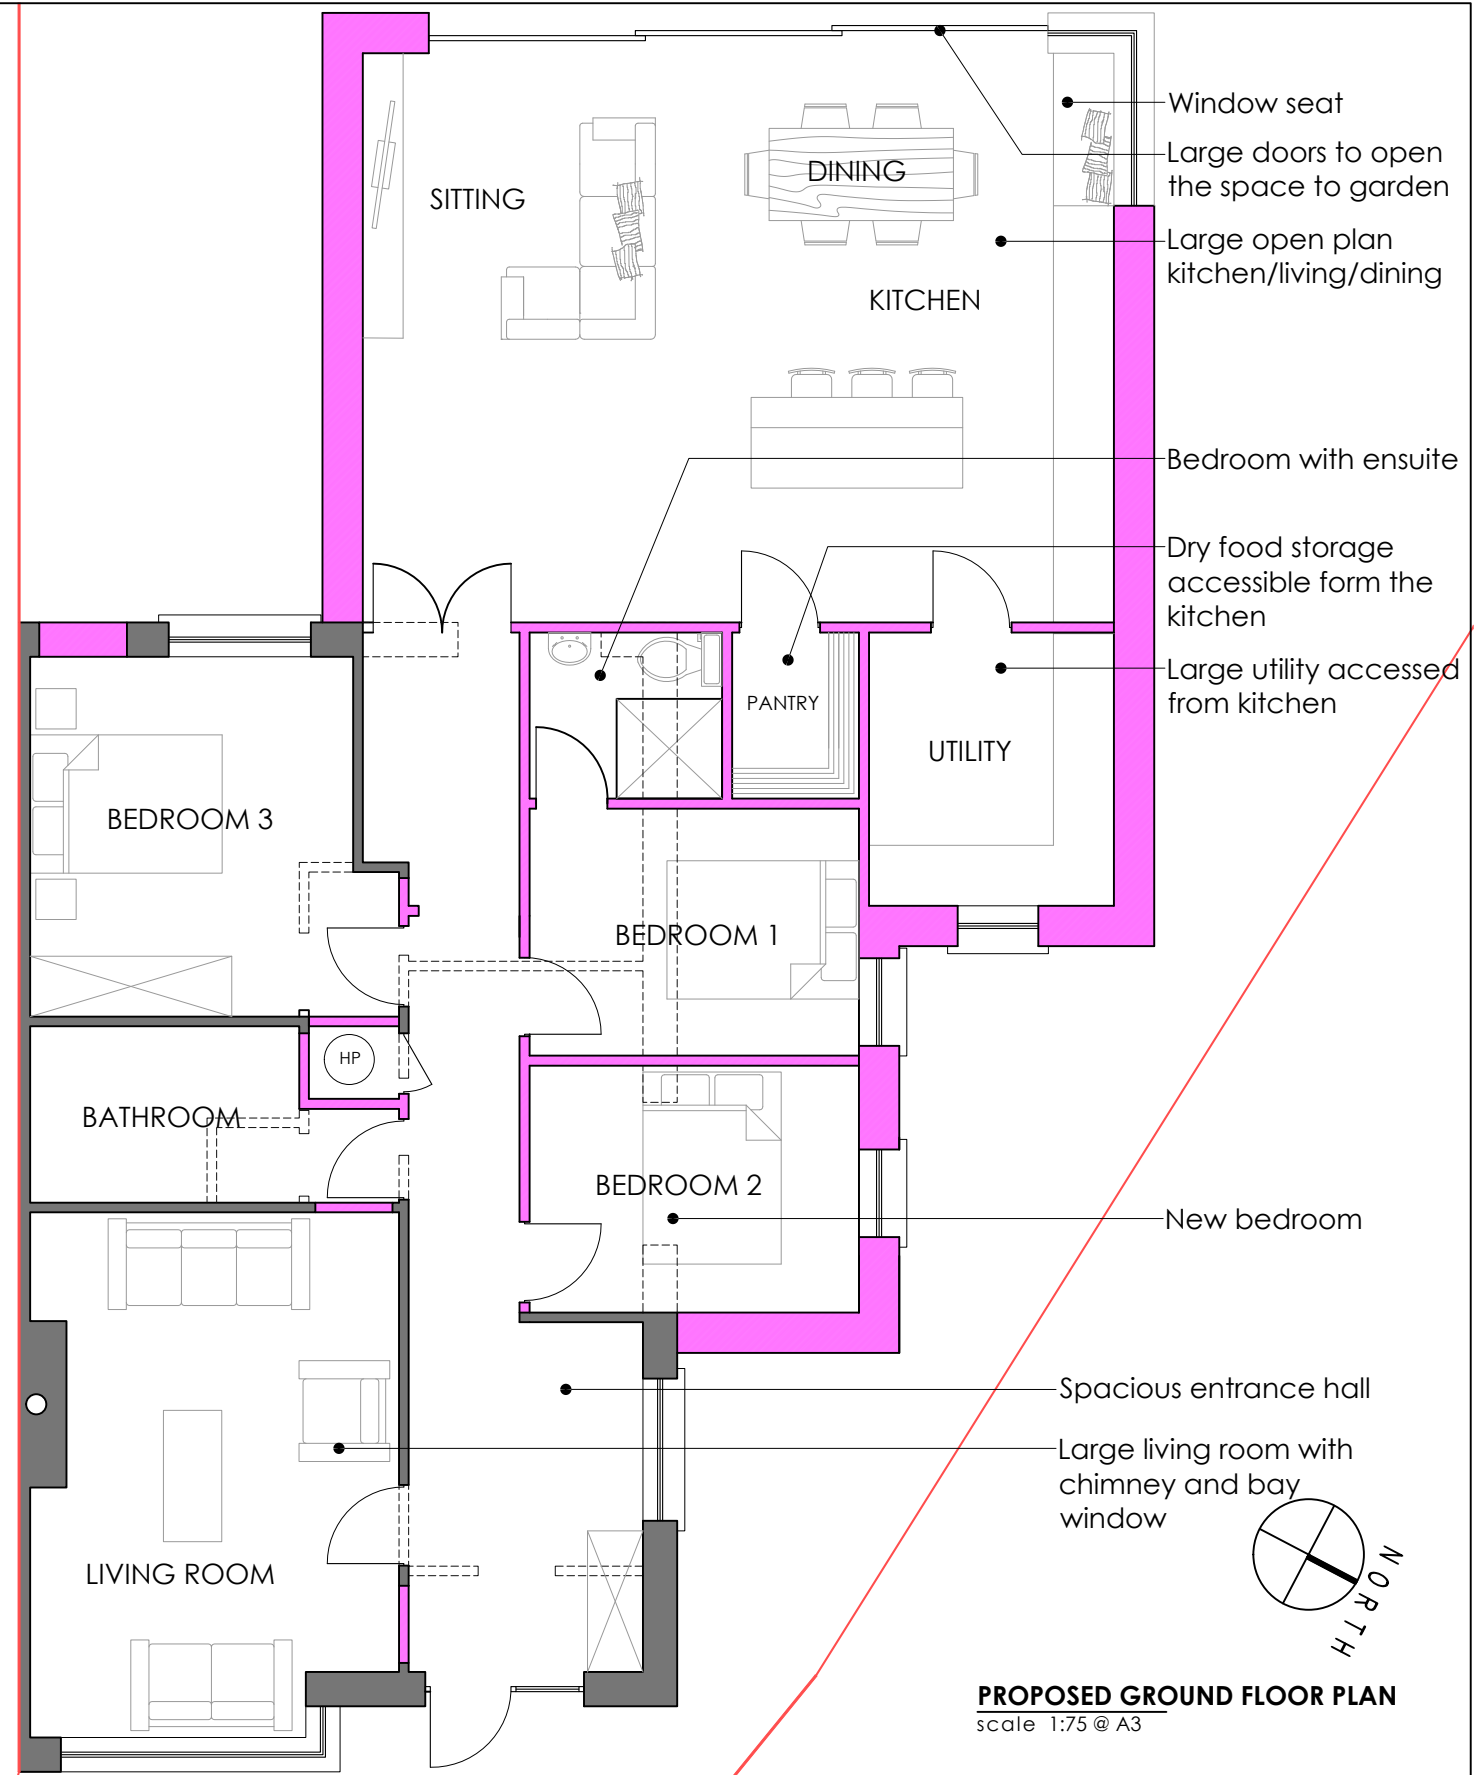 Window seat
Large doors to open
the space to garden
DINING
SITTING
Large open plan
kitchen/living/dining
KITCHEN
Bedroom with ensuite
Dry food storage
accessible form the
kitchen
Large utility accessed
from kitchen
PANTRY
UTILITY
BEDROOM 3
BEDROOM 1
HP
BATHROOM
BEDROOM 2
New bedroom
Spacious entrance hall
Large living room with
chimney and bay
window
LIVING ROOM
NORTH
PROPOSED GROUND FLOOR PLAN
scale 1:75 @ A3